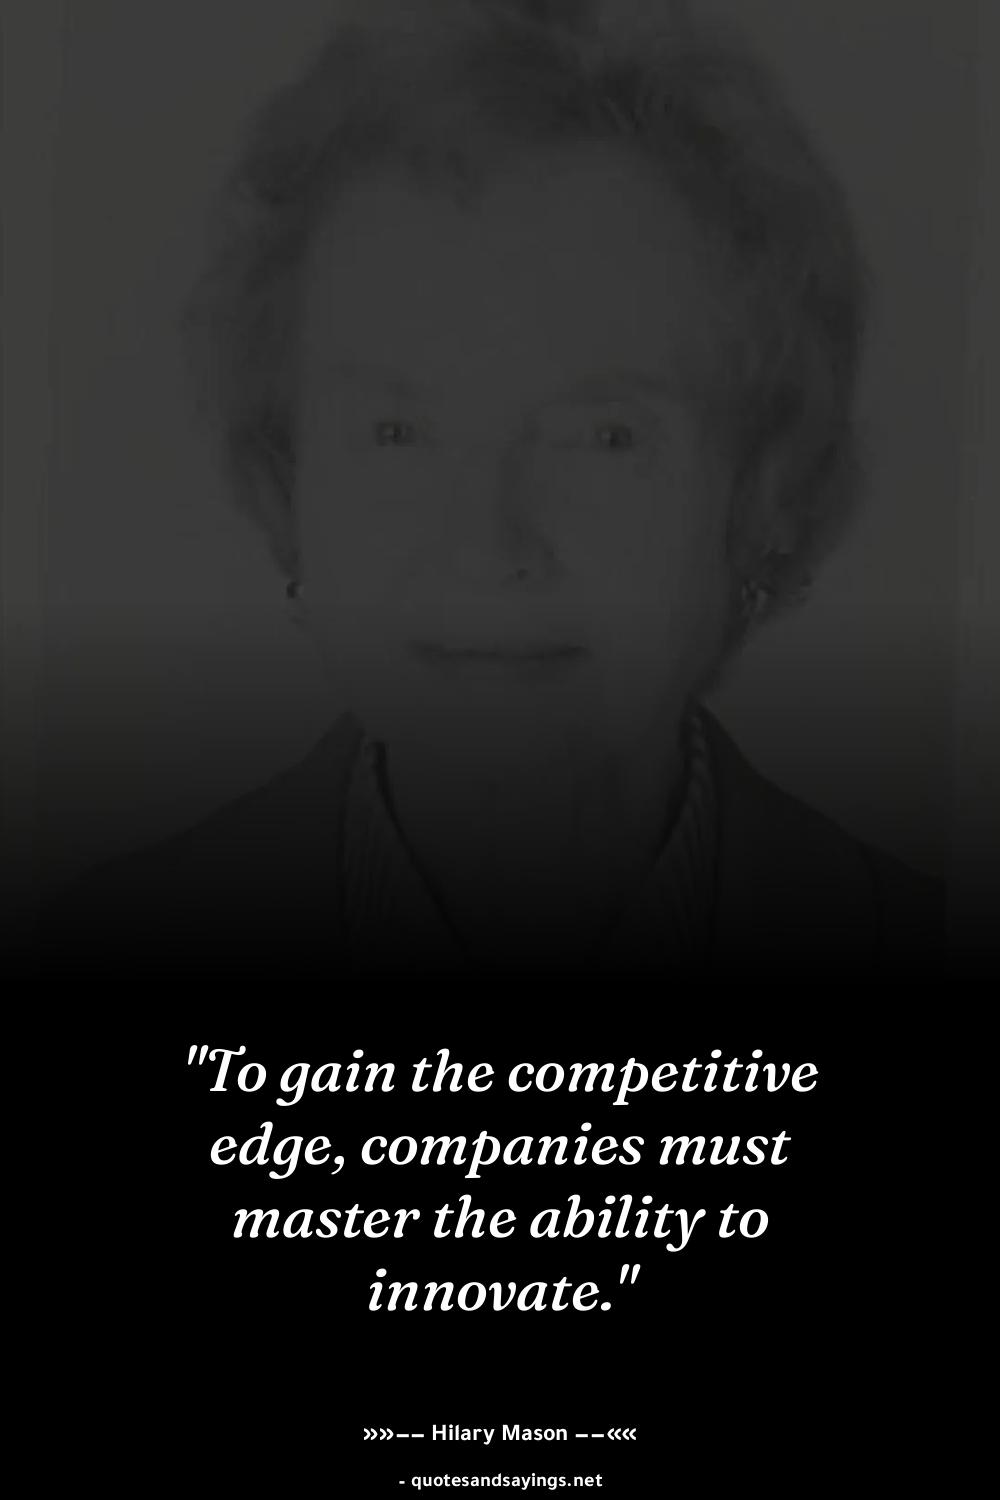 "To gain the competitive
edge, companies must
master the ability to
innovate."
»»–– Hilary Mason ––««
- quotesandsayings.net